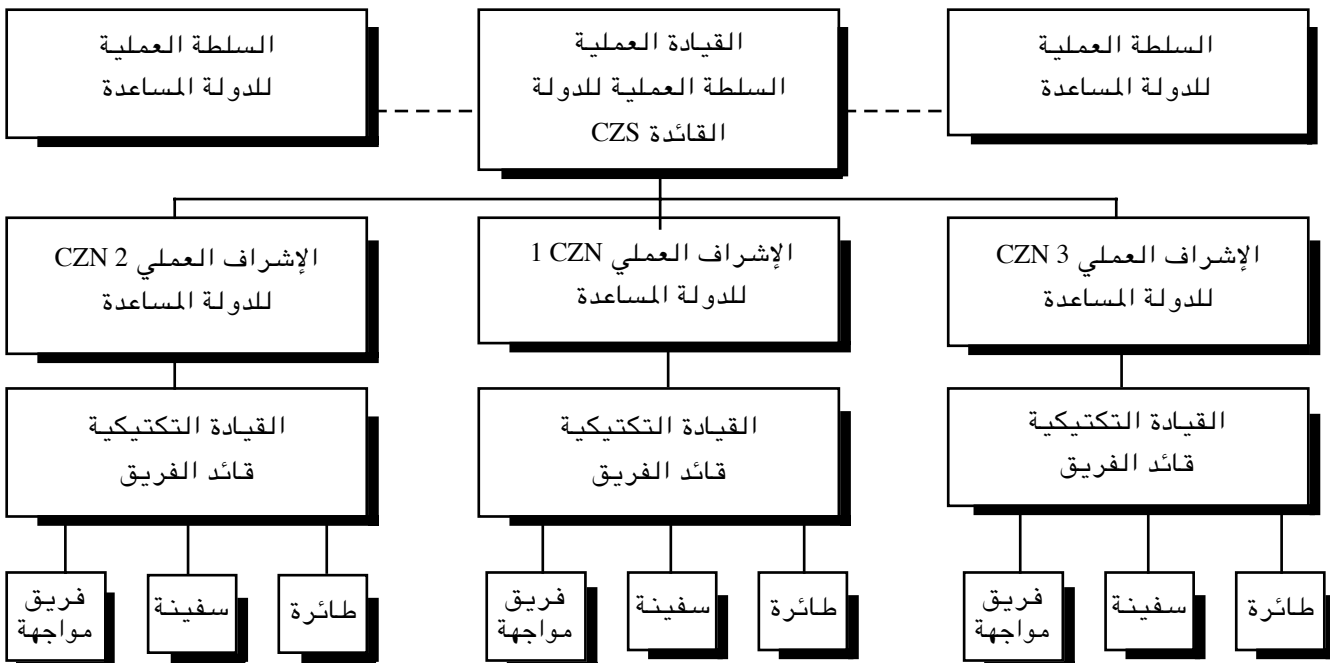 السلطة العملية
للدولة المساعدة
القيادة العملية
السلطة العملية للدولة
القائدة CZS
السلطة العملية
للدولة المساعدة
الإشراف العملي CZN 3
للدولة المساعدة
الإشراف العملي CZN 1
للدولة المساعدة
الإشراف العملي CZN 2
للدولة المساعدة
القيادة التكتيكية
قائد الفريق
القيادة التكتيكية
قائد الفريق
القيادة التكتيكية
قائد الفريق
طائرة
سفينة
فريق
مواجهة
طائرة
سفينة
فريق
مواجهة
طائرة
سفينة
فريق
مواجهة